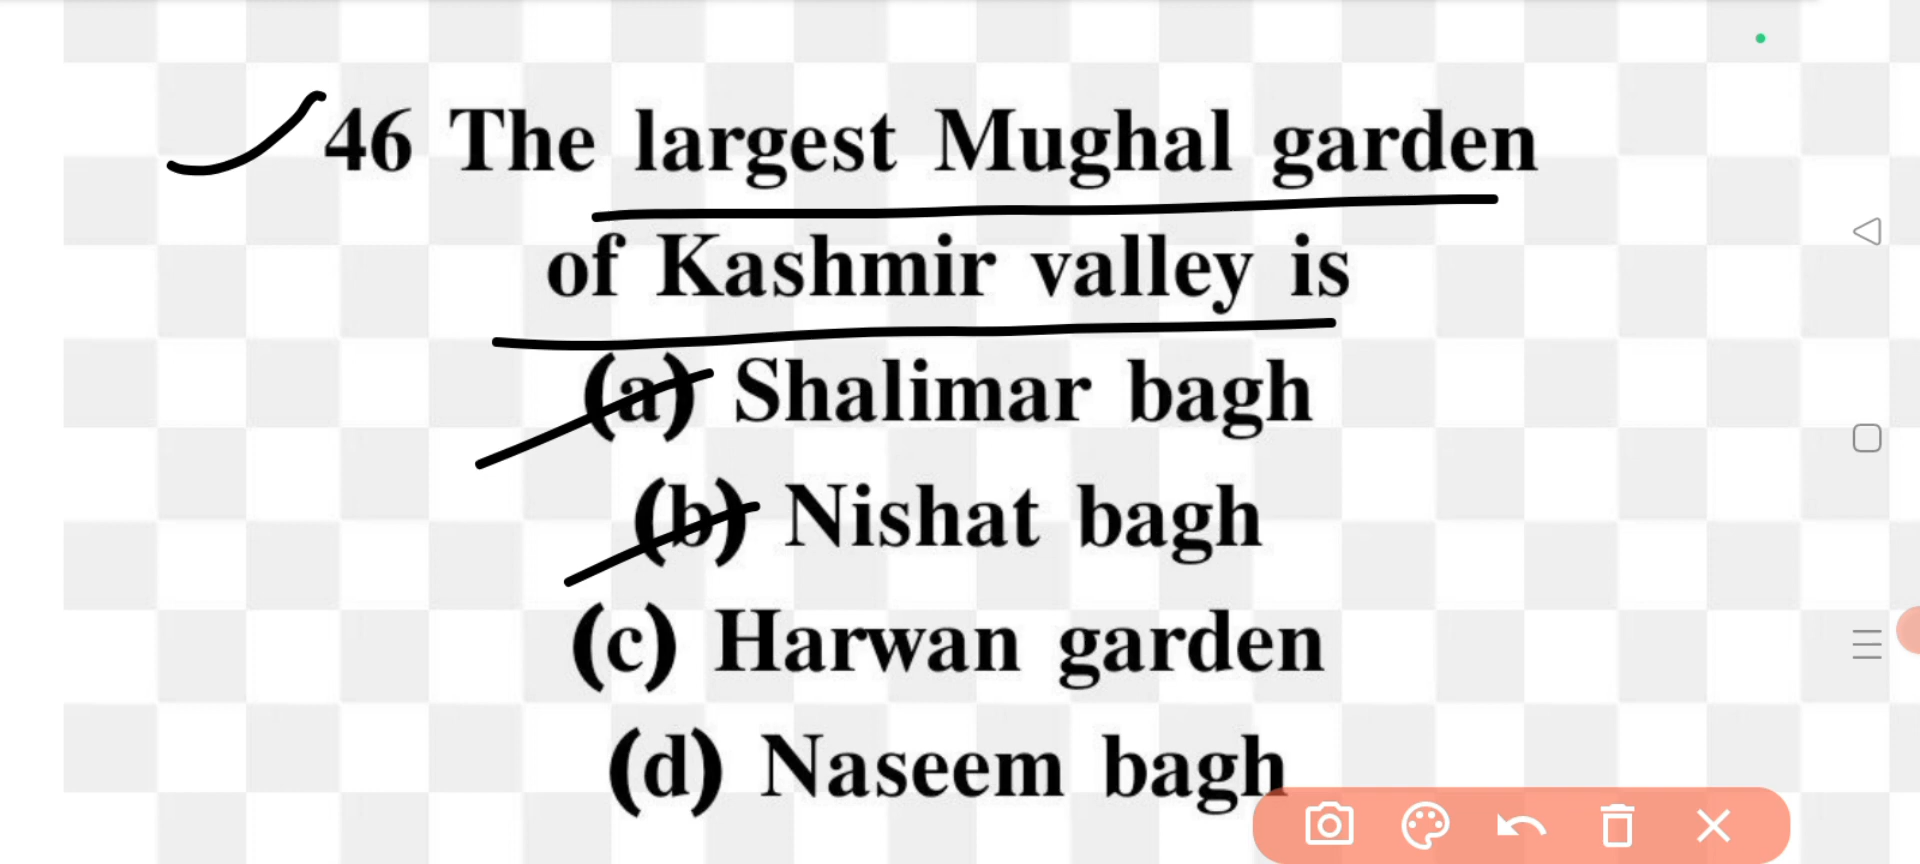 46 The largest Mughal garden
of Kashmir valley is
(a) Shalimar bagh
(b) Nishat bagh
(c) Harwan garden
(d) Naseem bagh